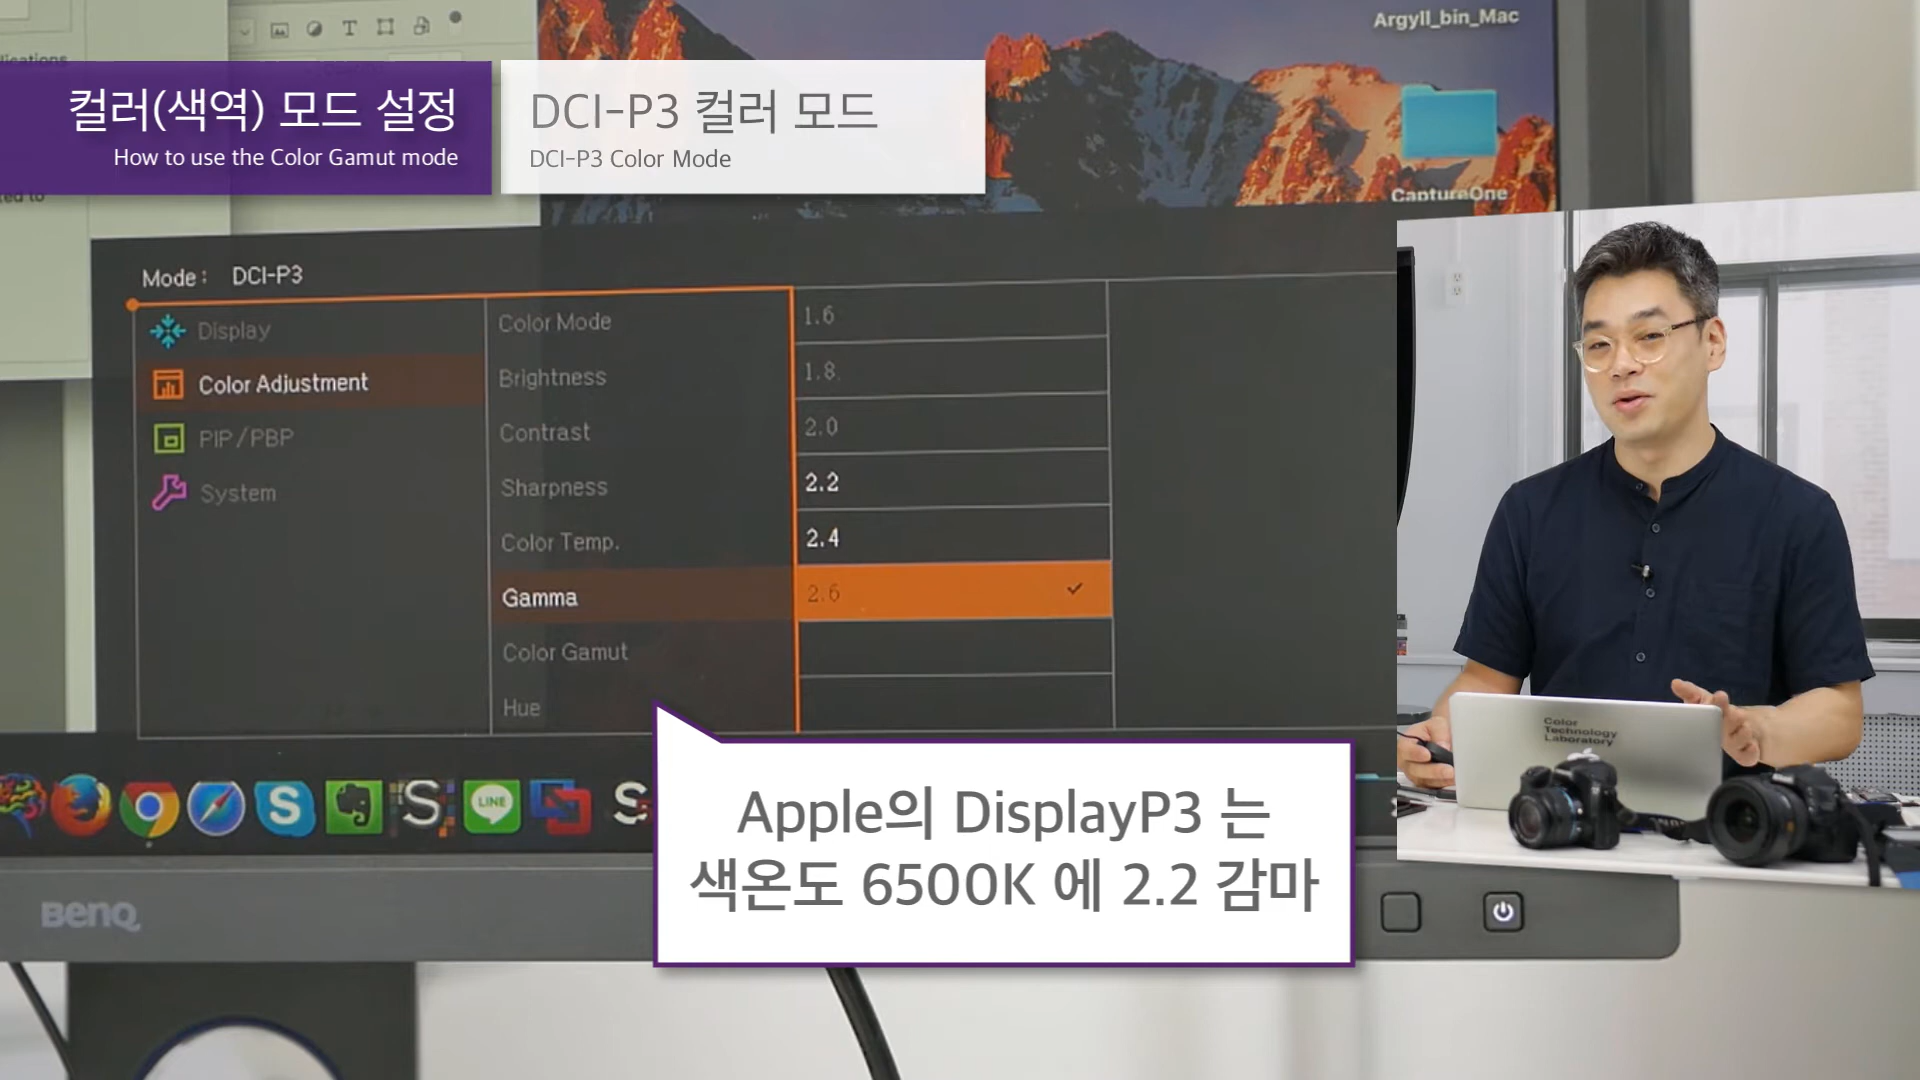 Argyll_bin_Mac
컬러(색역) 모드 설정
How to use the Color Gamut mode
DCI-P3 컬러 모드
DCI-P3 Color Mode
CaptureOne
Mode : DCI-P3
Display
Color Adjustment
PIP/PBP
System
Color Mode
Brightness
Contrast
Sharpness
Color Temp.
Gamma
Color Gamut
Hue
1.6
1.8
2.0
2.2
2.4
2.6
Color
Technology
Laboratory
LINE
Apple의 DisplayP3 는
색온도 6500K 에 2.2 감마
BenQ